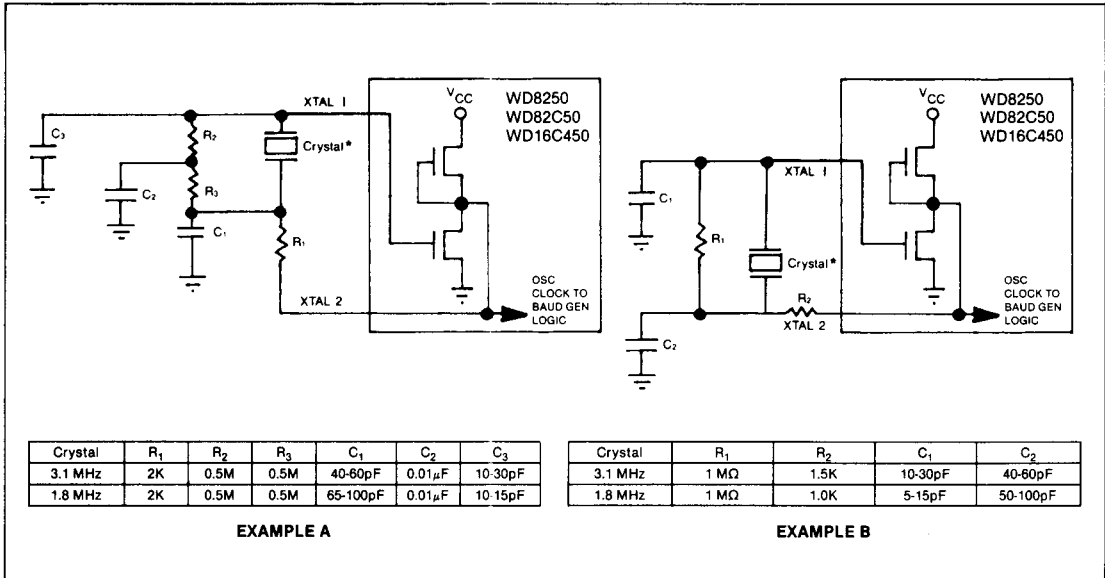 WD8250
WD82C50
WD16C450
VCC
XTAL 1
C3
R2
Crystal*
C2
R3
C1
R1
XTAL 2
OSC
CLOCK TO
BAUD GEN
LOGIC
WD8250
WD82C50
WD16C450
VCC
XTAL 1
C1
R1
Crystal*
R2
XTAL 2
C2
OSC
CLOCK TO
BAUD GEN
LOGIC
Crystal R1 R2 R3 C1 C2 C3
3.1 MHz 2K 0.5M 0.5M 40-60pF 0.01µF 10-30pF
1.8 MHz 2K 0.5M 0.5M 65-100pF 0.01µF 10-15pF
EXAMPLE A
Crystal R1 R2 C1 C2
3.1 MHz 1 MΩ 1.5K 10-30pF 40-60pF
1.8 MHz 1 MΩ 1.0K 5-15pF 50-100pF
EXAMPLE B